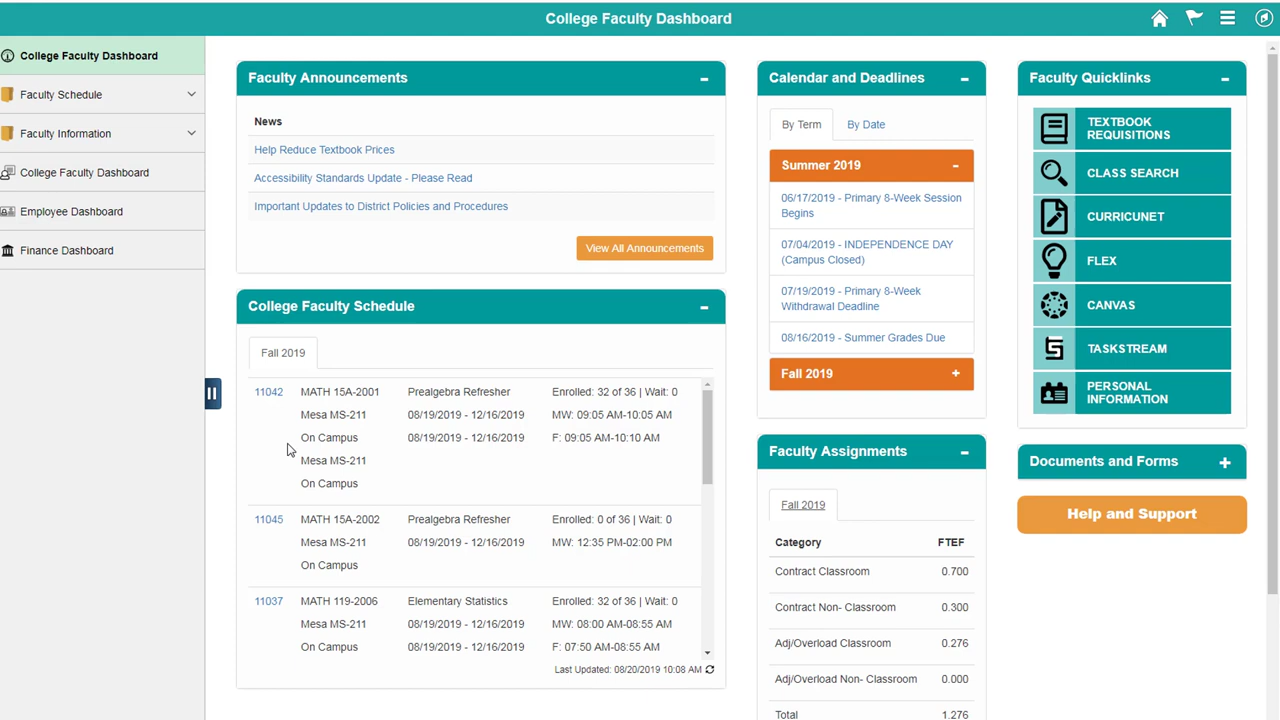 College Faculty Dashboard
College Faculty Dashboard
Faculty Schedule
Faculty Information
College Faculty Dashboard
Employee Dashboard
Finance Dashboard
Faculty Announcements
News
Help Reduce Textbook Prices
Accessibility Standards Update - Please Read
Important Updates to District Policies and Procedures
View All Announcements
College Faculty Schedule
Fall 2019
11042 MATH 15A-2001 Prealgebra Refresher Enrolled: 32 of 36 | Wait: 0
Mesa MS-211 08/19/2019 - 12/16/2019 MW: 09:05 AM-10:05 AM
On Campus 08/19/2019 - 12/16/2019 F: 09:05 AM-10:10 AM
Mesa MS-211
On Campus
11045 MATH 15A-2002 Prealgebra Refresher Enrolled: 0 of 36 | Wait: 0
Mesa MS-211 08/19/2019 - 12/16/2019 MW: 12:35 PM-02:00 PM
On Campus
11037 MATH 119-2006 Elementary Statistics Enrolled: 32 of 36 | Wait: 0
Mesa MS-211 08/19/2019 - 12/16/2019 MW: 08:00 AM-08:55 AM
On Campus 08/19/2019 - 12/16/2019 F: 07:50 AM-08:55 AM
Last Updated: 08/20/2019 10:08 AM
Calendar and Deadlines
By Term By Date
Summer 2019
06/17/2019 - Primary 8-Week Session
Begins
07/04/2019 - INDEPENDENCE DAY
(Campus Closed)
07/19/2019 - Primary 8-Week
Withdrawal Deadline
08/16/2019 - Summer Grades Due
Fall 2019
Faculty Assignments
Fall 2019
Category FTEF
Contract Classroom 0.700
Contract Non- Classroom 0.300
Adj/Overload Classroom 0.276
Adj/Overload Non- Classroom 0.000
Total 1.276
Faculty Quicklinks
TEXTBOOK
REQUISITIONS
CLASS SEARCH
CURRICUNET
FLEX
CANVAS
TASKSTREAM
PERSONAL
INFORMATION
Documents and Forms
Help and Support